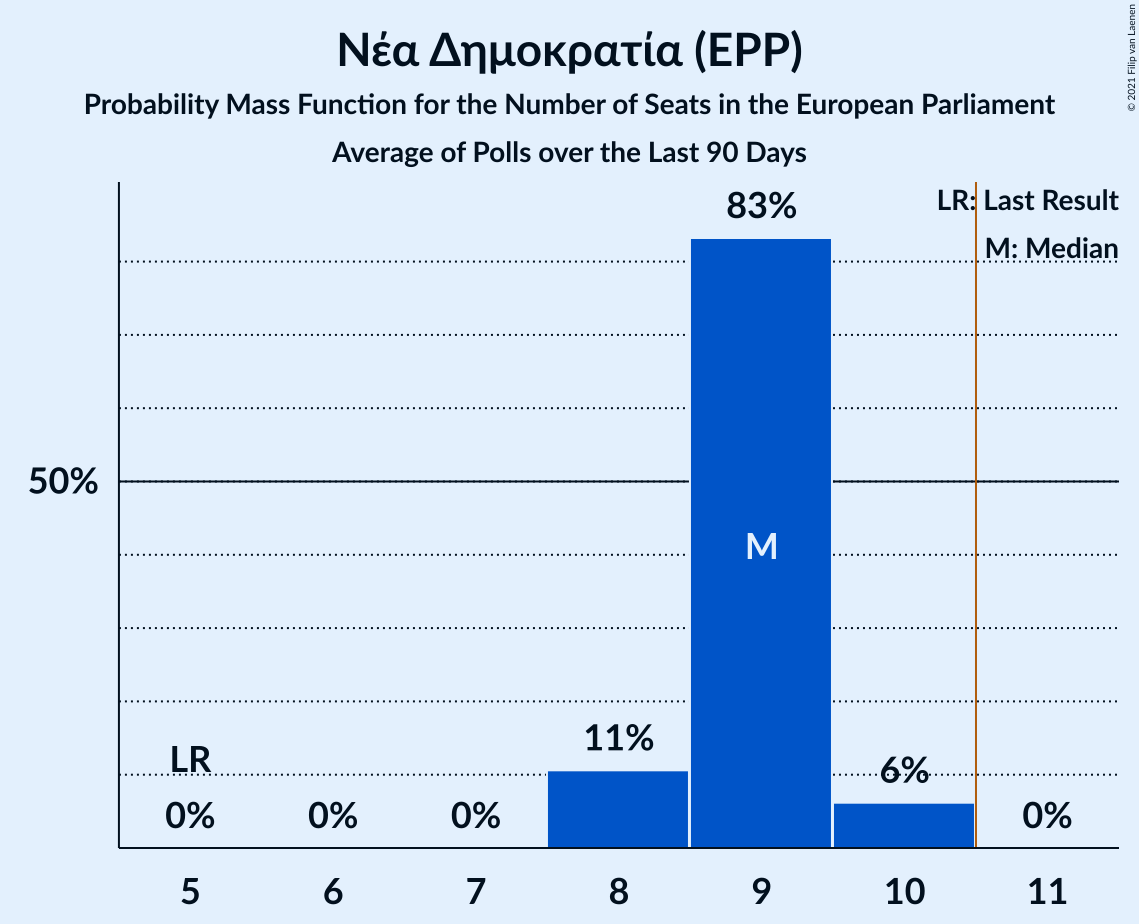 Νέα Δημοκρατία (EPP)
Probability Mass Function for the Number of Seats in the European Parliament
Average of Polls over the Last 90 Days
© 2021 Filip van Laenen
LR: Last Result
M: Median
83%
50%
M
11%
LR
6%
0%
0%
0%
0%
5
6
7
8
9
10
11